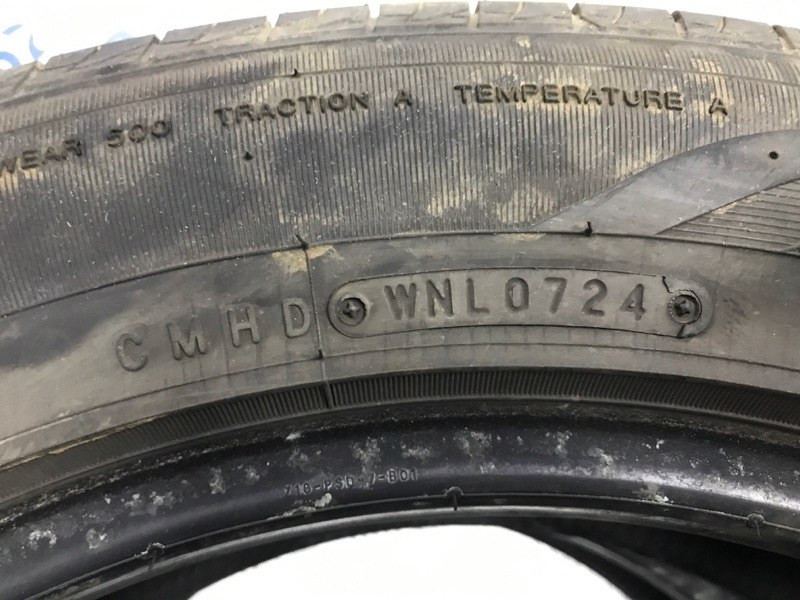 WEAR 500 TRACTION A TEMPERATURE A
CMHD WNL0724